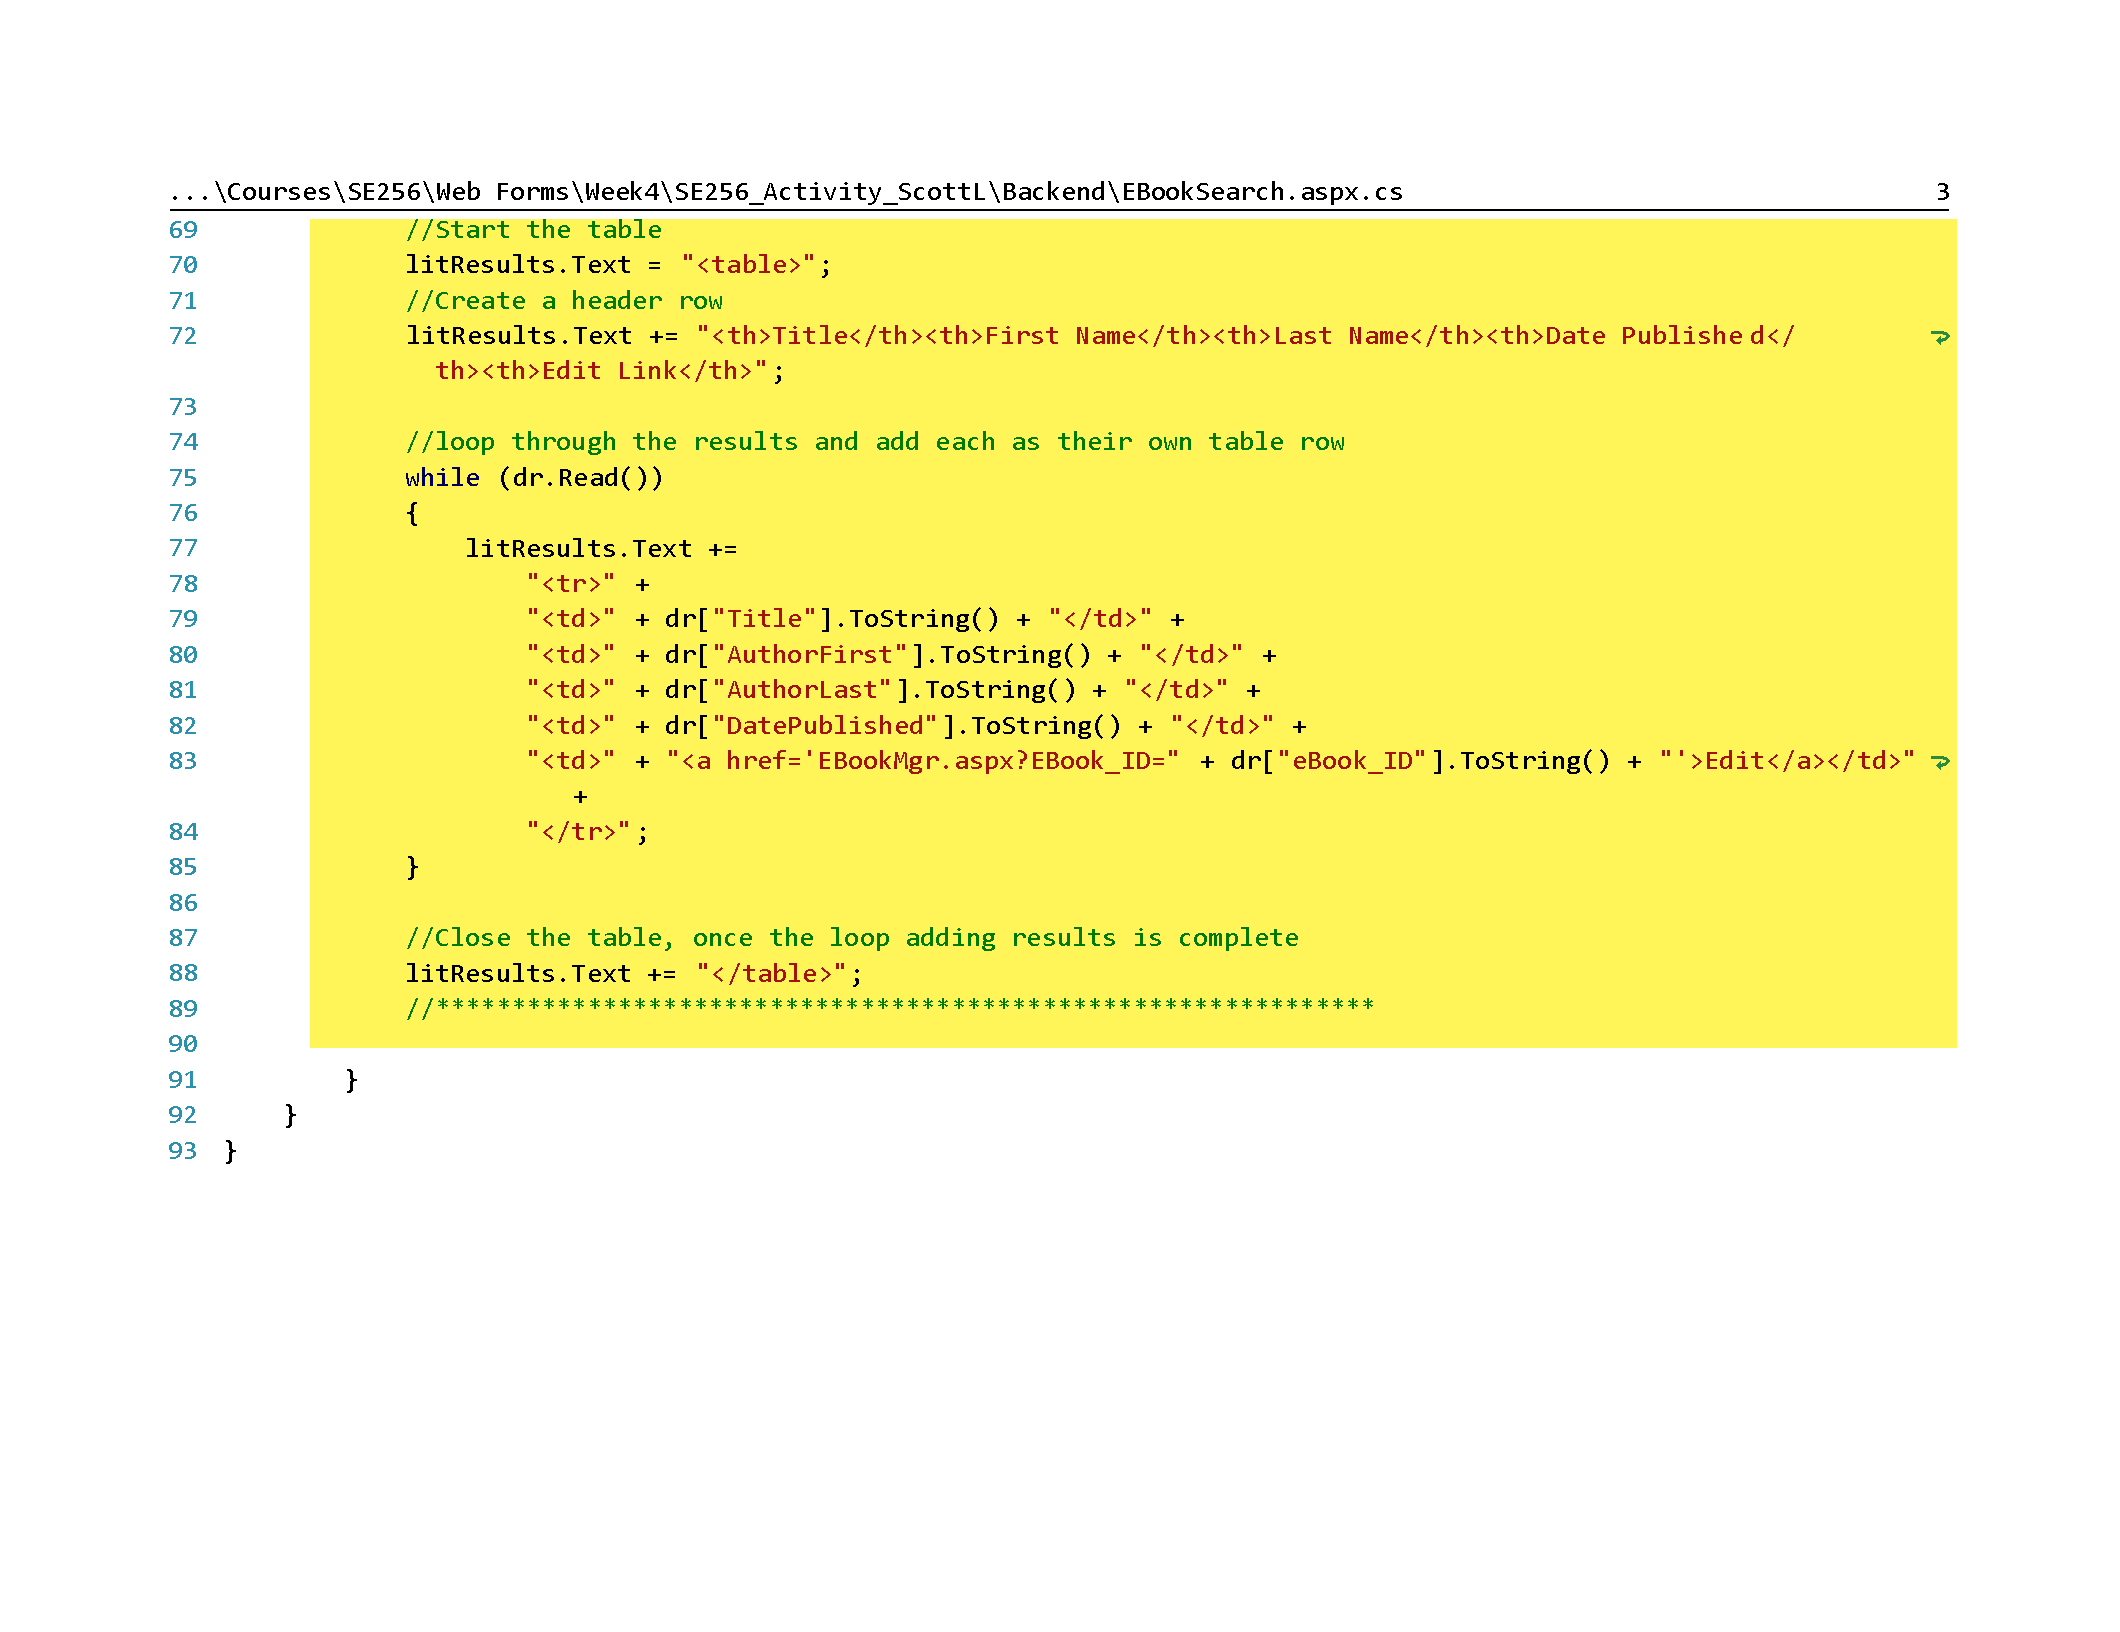 ...\Courses\SE256\Web Forms\Week4\SE256_Activity_ScottL\Backend\EBookSearch.aspx.cs 3
69 //Start the table
70 litResults.Text = "<table>";
71 //Create a header row
72 litResults.Text += "<th>Title</th><th>First Name</th><th>Last Name</th><th>Date Published</
th><th>Edit Link</th>";
73
74 //loop through the results and add each as their own table row
75 while (dr.Read())
76 {
77 litResults.Text +=
78 "<tr>" +
79 "<td>" + dr["Title"].ToString() + "</td>" +
80 "<td>" + dr["AuthorFirst"].ToString() + "</td>" +
81 "<td>" + dr["AuthorLast"].ToString() + "</td>" +
82 "<td>" + dr["DatePublished"].ToString() + "</td>" +
83 "<td>" + "<a href='EBookMgr.aspx?EBook_ID=" + dr["eBook_ID"].ToString() + "'>Edit</a></td>"
+
84 "</tr>";
85 }
86
87 //Close the table, once the loop adding results is complete
88 litResults.Text += "</table>";
89 //**************************************************************
90
91 }
92 }
93 }